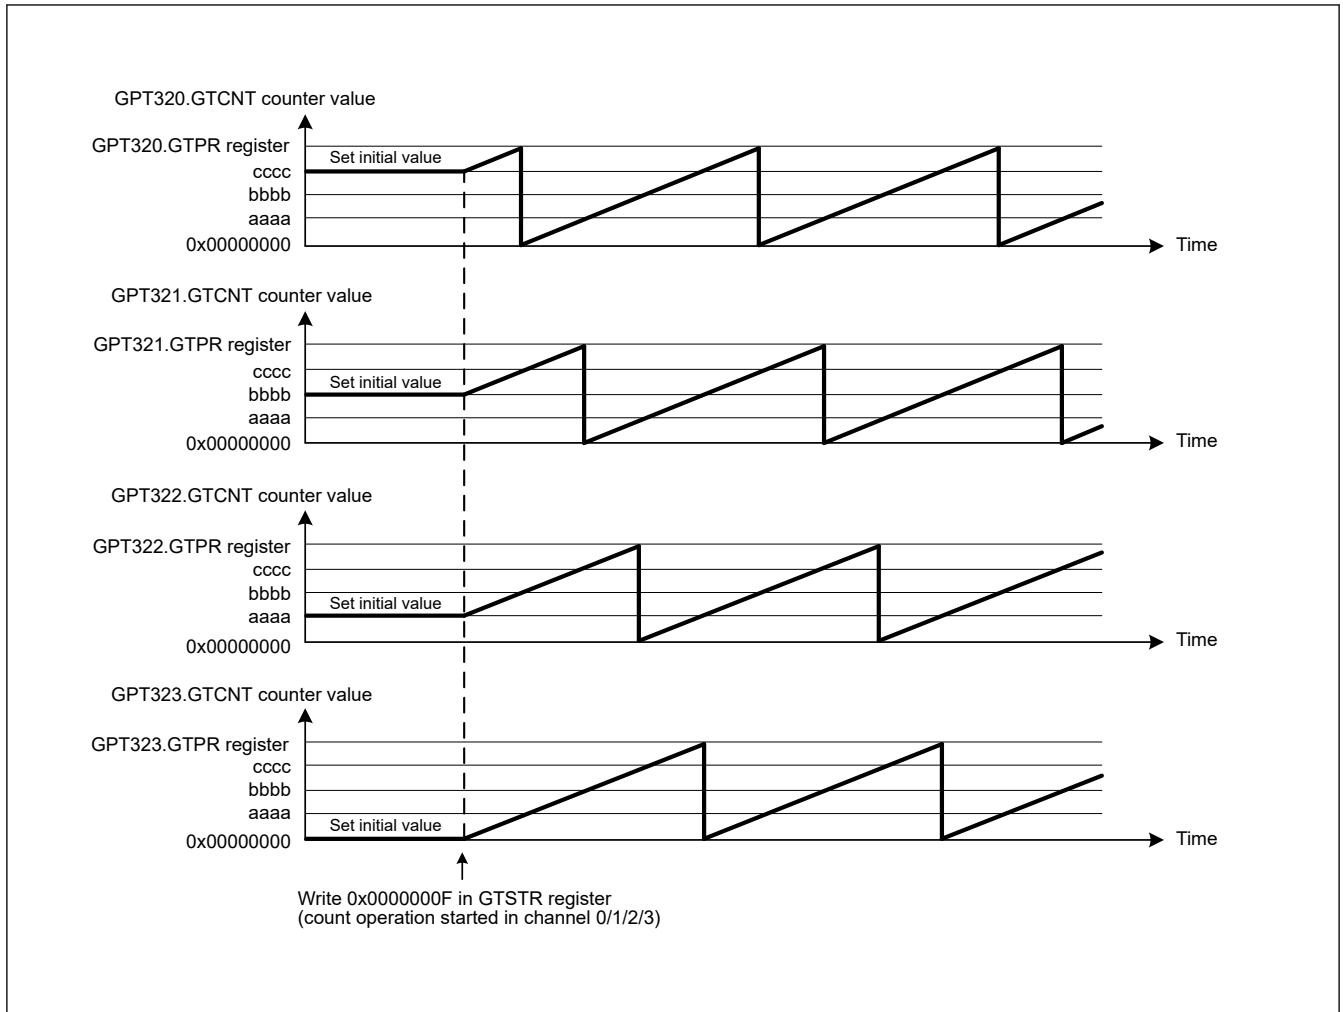 GPT320.GTCNT counter value
GPT320.GTPR register
Set initial value
cccc
bbbb
aaaa
0x00000000
Time
GPT321.GTCNT counter value
GPT321.GTPR register
cccc
Set initial value
bbbb
aaaa
0x00000000
Time
GPT322.GTCNT counter value
GPT322.GTPR register
cccc
bbbb
Set initial value
aaaa
0x00000000
Time
GPT323.GTCNT counter value
GPT323.GTPR register
cccc
bbbb
aaaa
Set initial value
0x00000000
Time
Write 0x0000000F in GTSTR register
(count operation started in channel 0/1/2/3)